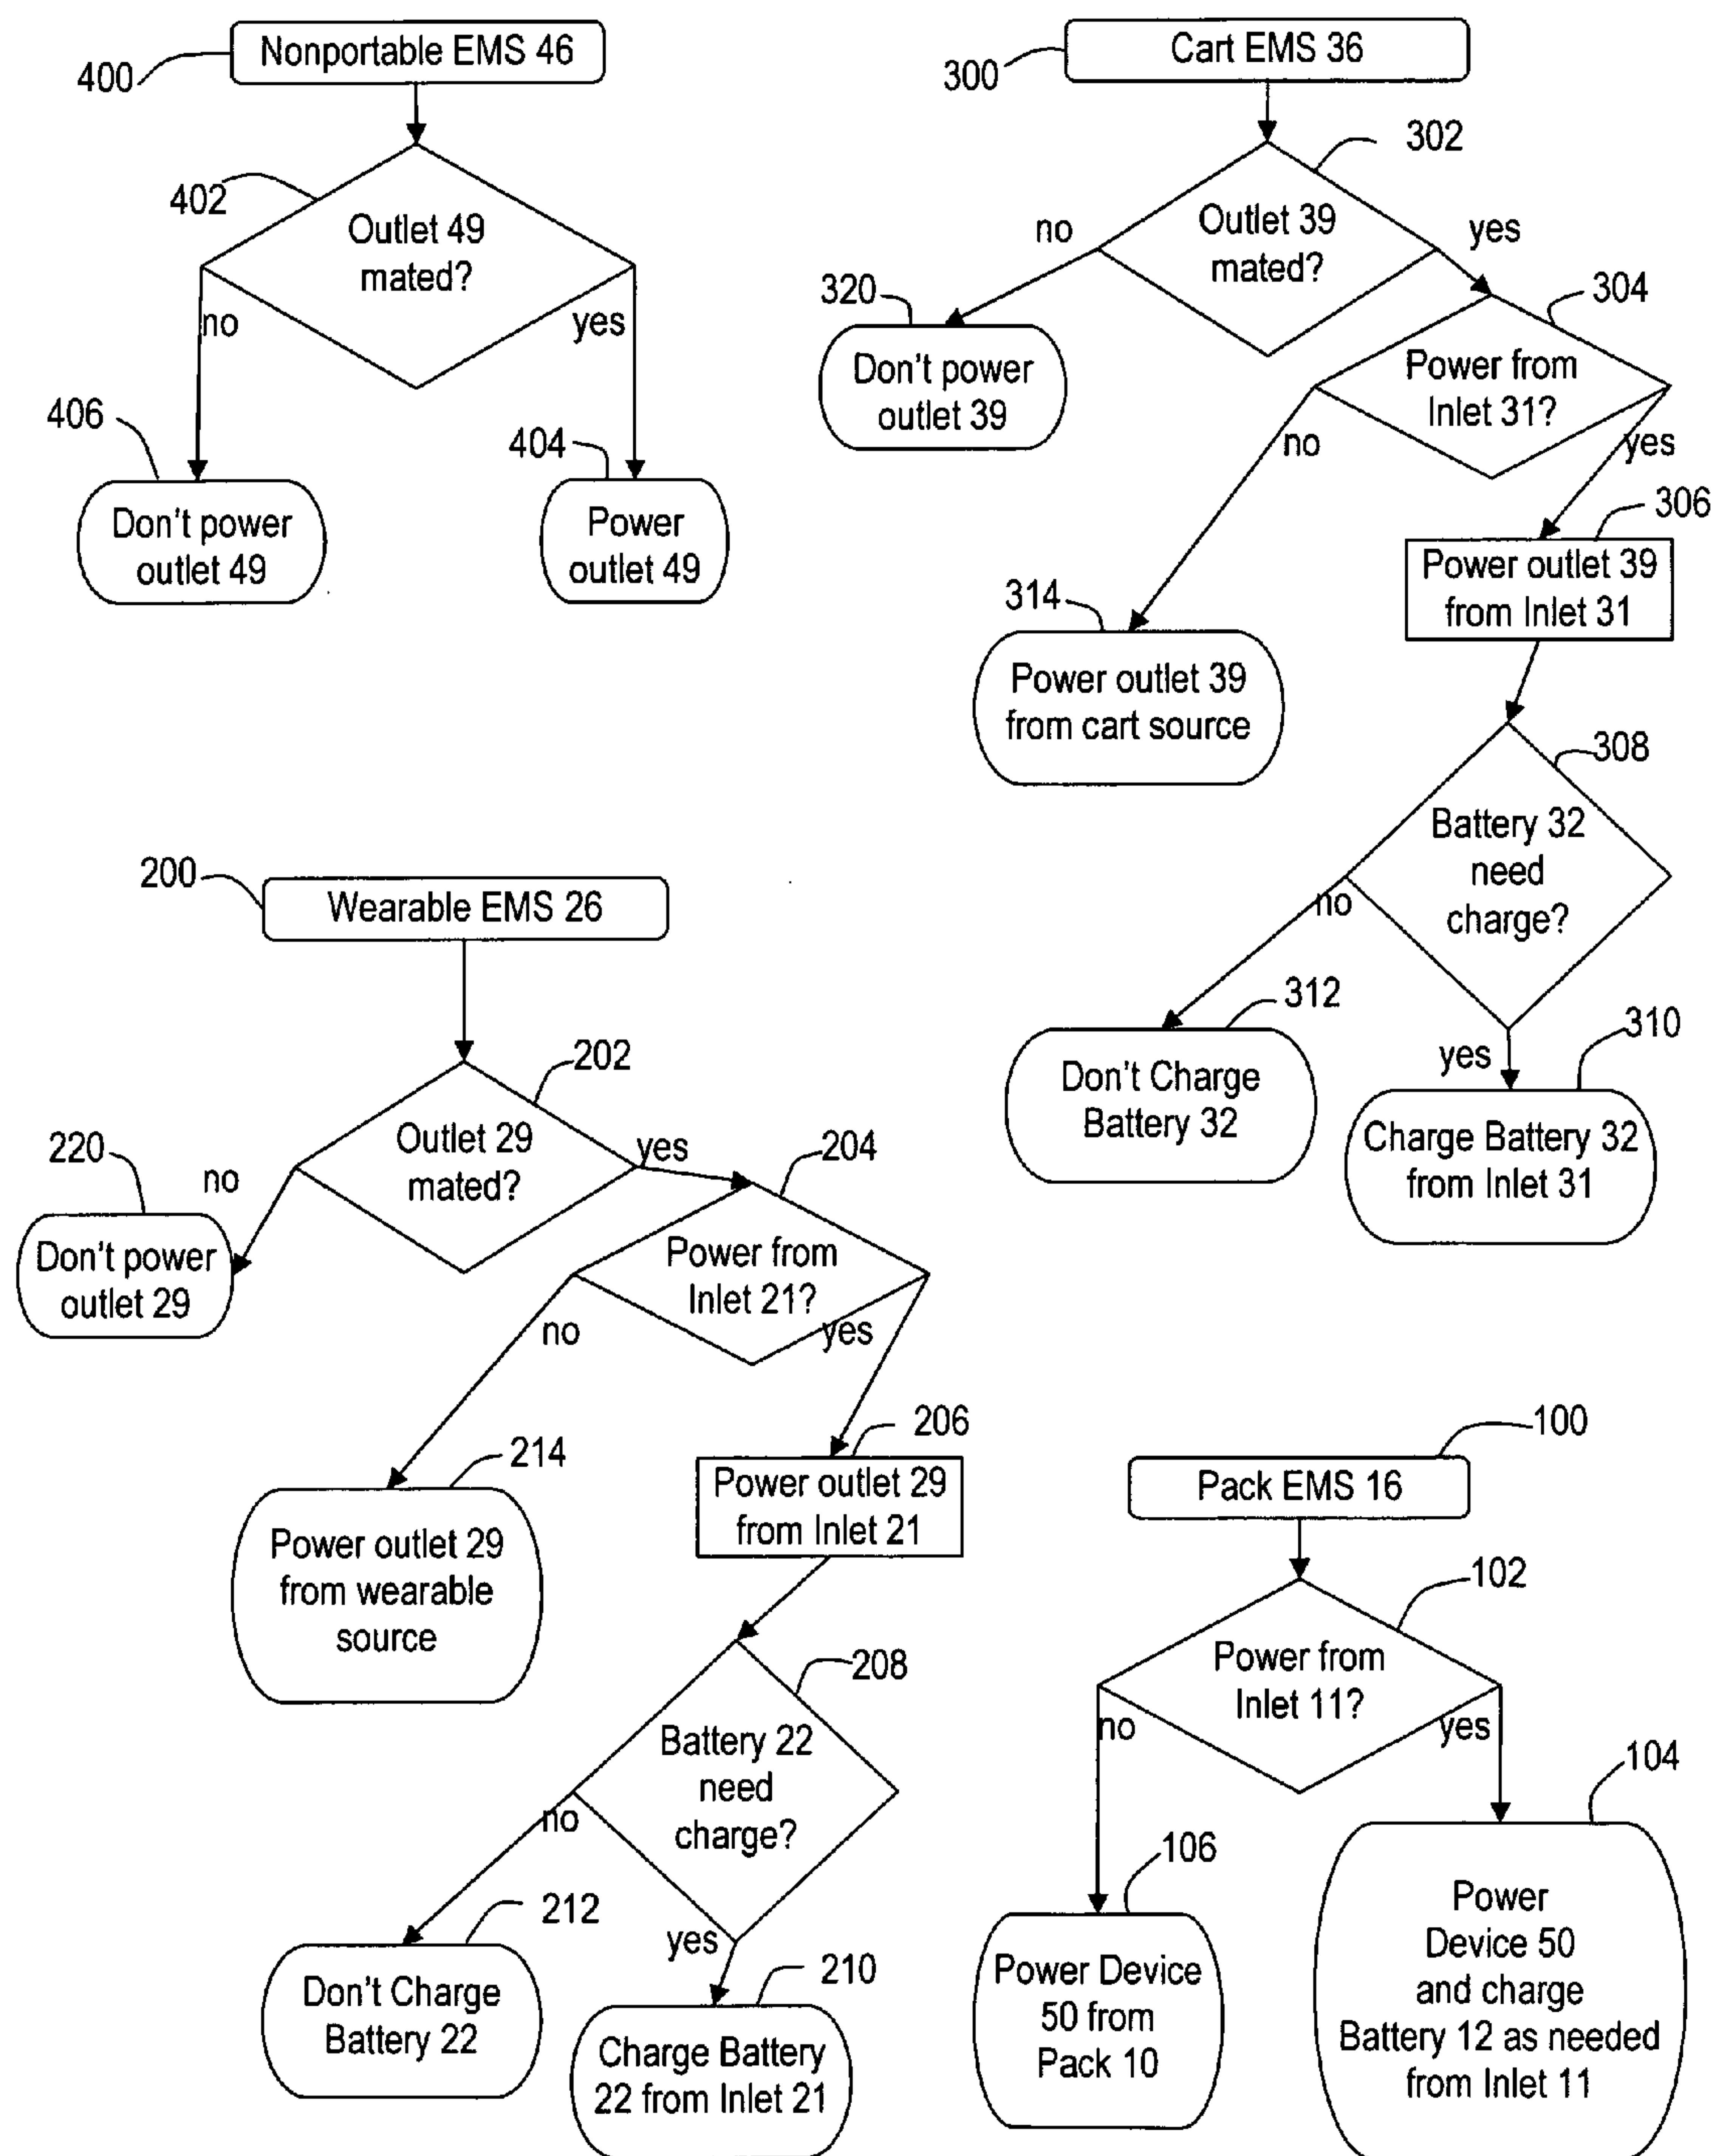 Nonportable EMS 46
400
402
Outlet 49
mated?
no
yes
406
404
Don't power
outlet 49
Power
outlet 49
Cart EMS 36
300
302
Outlet 39
mated?
no
yes
320
304
Don't power
outlet 39
Power from
Inlet 31?
no
yes
306
Power outlet 39
from Inlet 31
314
Power outlet 39
from cart source
308
Battery 32
need
charge?
no
312
310
yes
Don't Charge
Battery 32
Charge Battery 32
from Inlet 31
200
Wearable EMS 26
202
Outlet 29
mated?
220
no
yes
204
Don't power
outlet 29
Power from
Inlet 21?
no
yes
206
214
Power outlet 29
from Inlet 21
Power outlet 29
from wearable
source
208
Battery 22
need
charge?
no
212
yes
210
Don't Charge
Battery 22
Charge Battery
22 from Inlet 21
100
Pack EMS 16
102
Power from
Inlet 11?
no
yes
104
106
Power Device
50 from
Pack 10
Power
Device 50
and charge
Battery 12 as needed
from Inlet 11